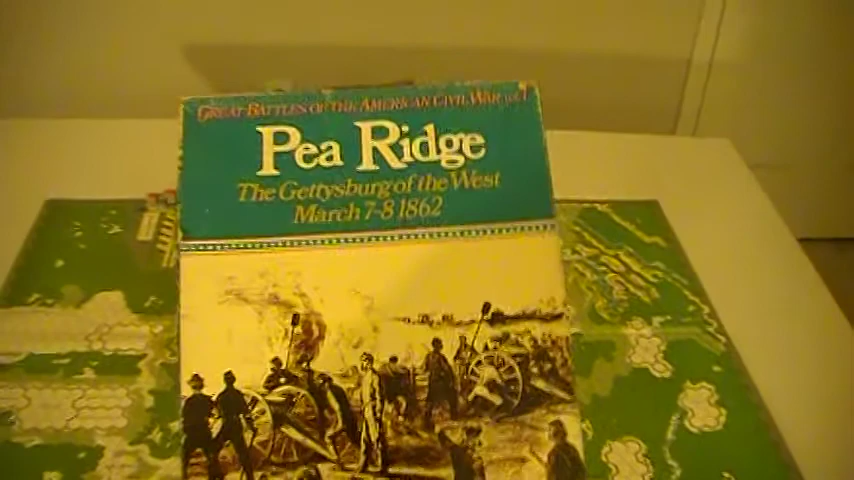 GREAT BATTLES OF THE AMERICAN CIVIL WAR
Pea Ridge
The Gettysburg of the West
March 7-8 1862